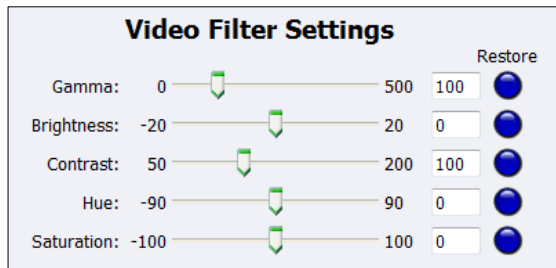 Video Filter Settings
Restore
Gamma: 0 500 100
Brightness: -20 20 0
Contrast: 50 200 100
Hue: -90 90 0
Saturation: -100 100 0